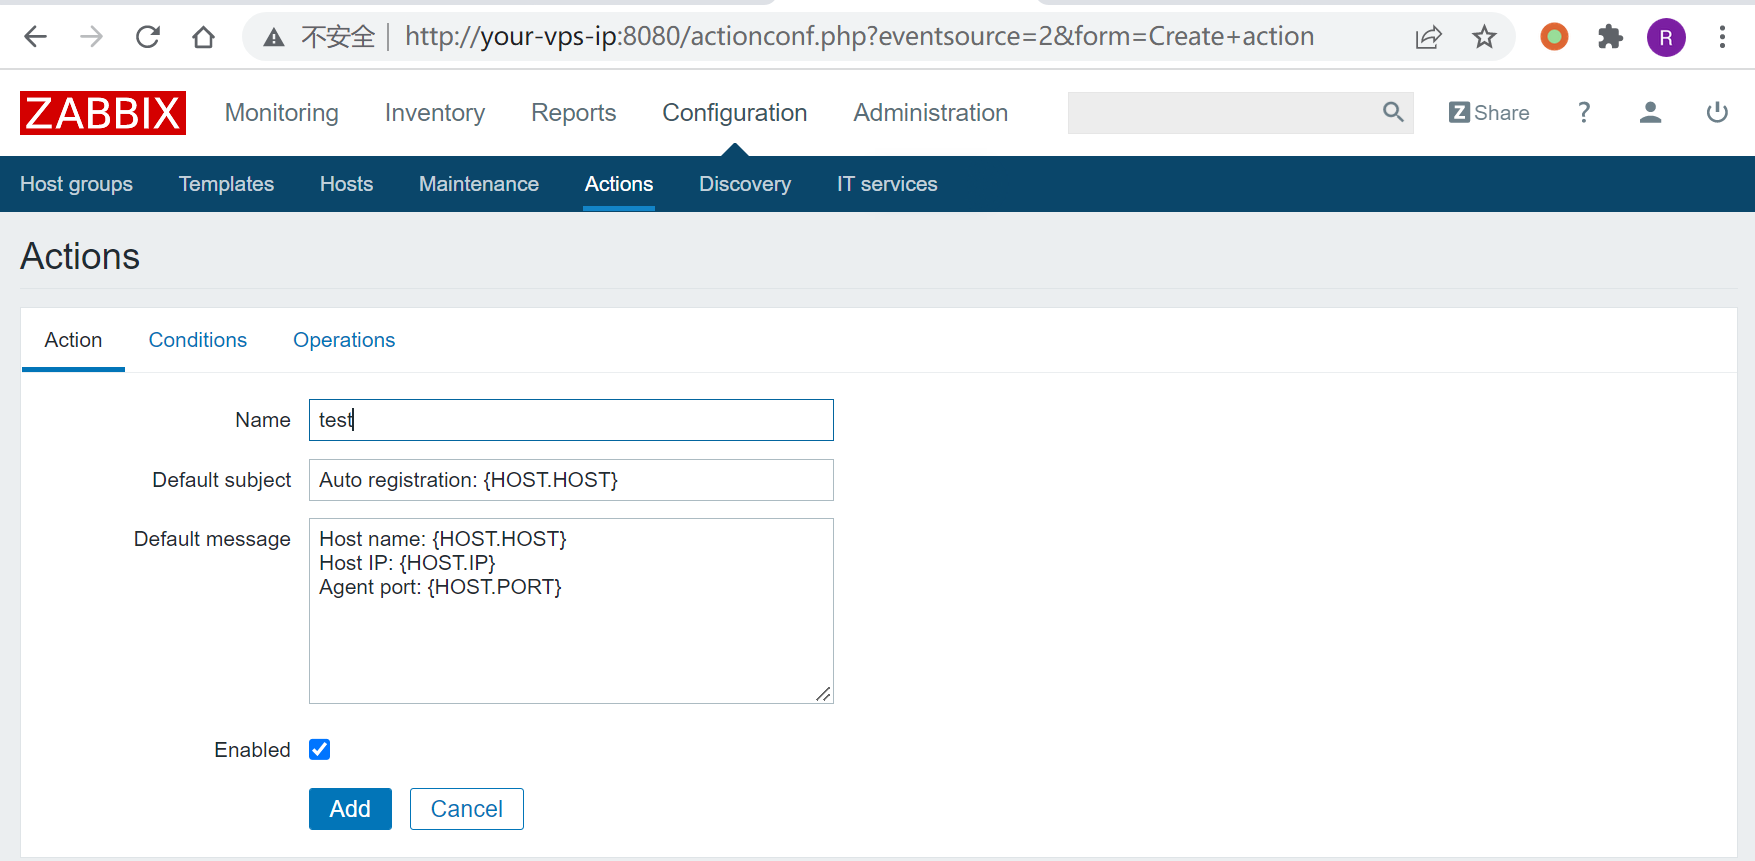 不安全 http://your-vps-ip:8080/actionconf.php?eventsource=2&form=Create+action R
ZABBIX Monitoring Inventory Reports Configuration Administration Z Share ?
Host groups Templates Hosts Maintenance Actions Discovery IT services
Actions
Action Conditions Operations
Name test
Default subject Auto registration: {HOST.HOST}
Default message Host name: {HOST.HOST}
Host IP: {HOST.IP}
Agent port: {HOST.PORT}
Enabled
Add Cancel